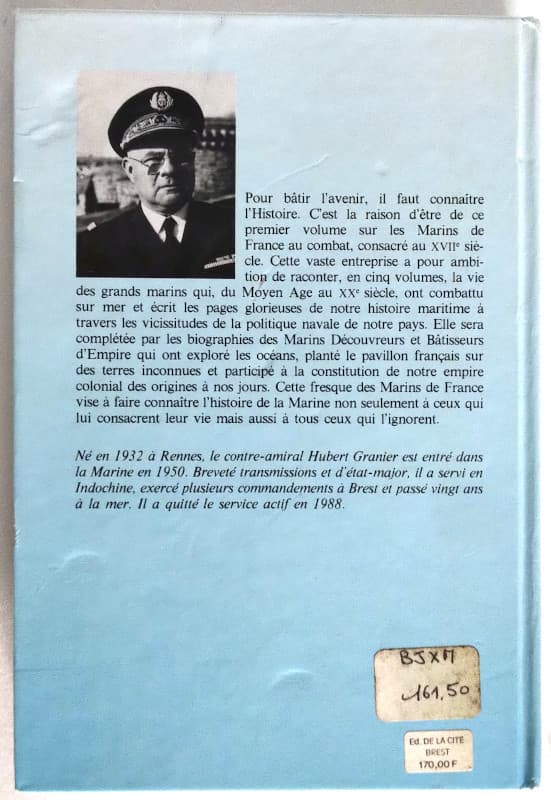 Pour bâtir l'avenir, il faut connaître
l'Histoire. C'est la raison d'être de ce
premier volume sur les Marins de
France au combat, consacré au XVIIe siè-
cle. Cette vaste entreprise a pour ambi-
tion de raconter, en cinq volumes, la vie
des grands marins qui, du Moyen Age au XXe siècle, ont combattu
sur mer et écrit les pages glorieuses de notre histoire maritime à
travers les vicissitudes de la politique navale de notre pays. Elle sera
complétée par les biographies des Marins Découvreurs et Bâtisseurs
d'Empire qui ont exploré les océans, planté le pavillon français sur
des terres inconnues et participé à la constitution de notre empire
colonial des origines à nos jours. Cette fresque des Marins de France
vise à faire connaître l'histoire de la Marine non seulement à ceux qui
lui consacrent leur vie mais aussi à tous ceux qui l'ignorent.
Né en 1932 à Rennes, le contre-amiral Hubert Granier est entré dans
la Marine en 1950. Breveté transmissions et d'état-major, il a servi en
Indochine, exercé plusieurs commandements à Brest et passé vingt ans
à la mer. Il a quitté le service actif en 1988.
BJXM
161,50
Ed. DE LA CITE
BREST
170,00 F